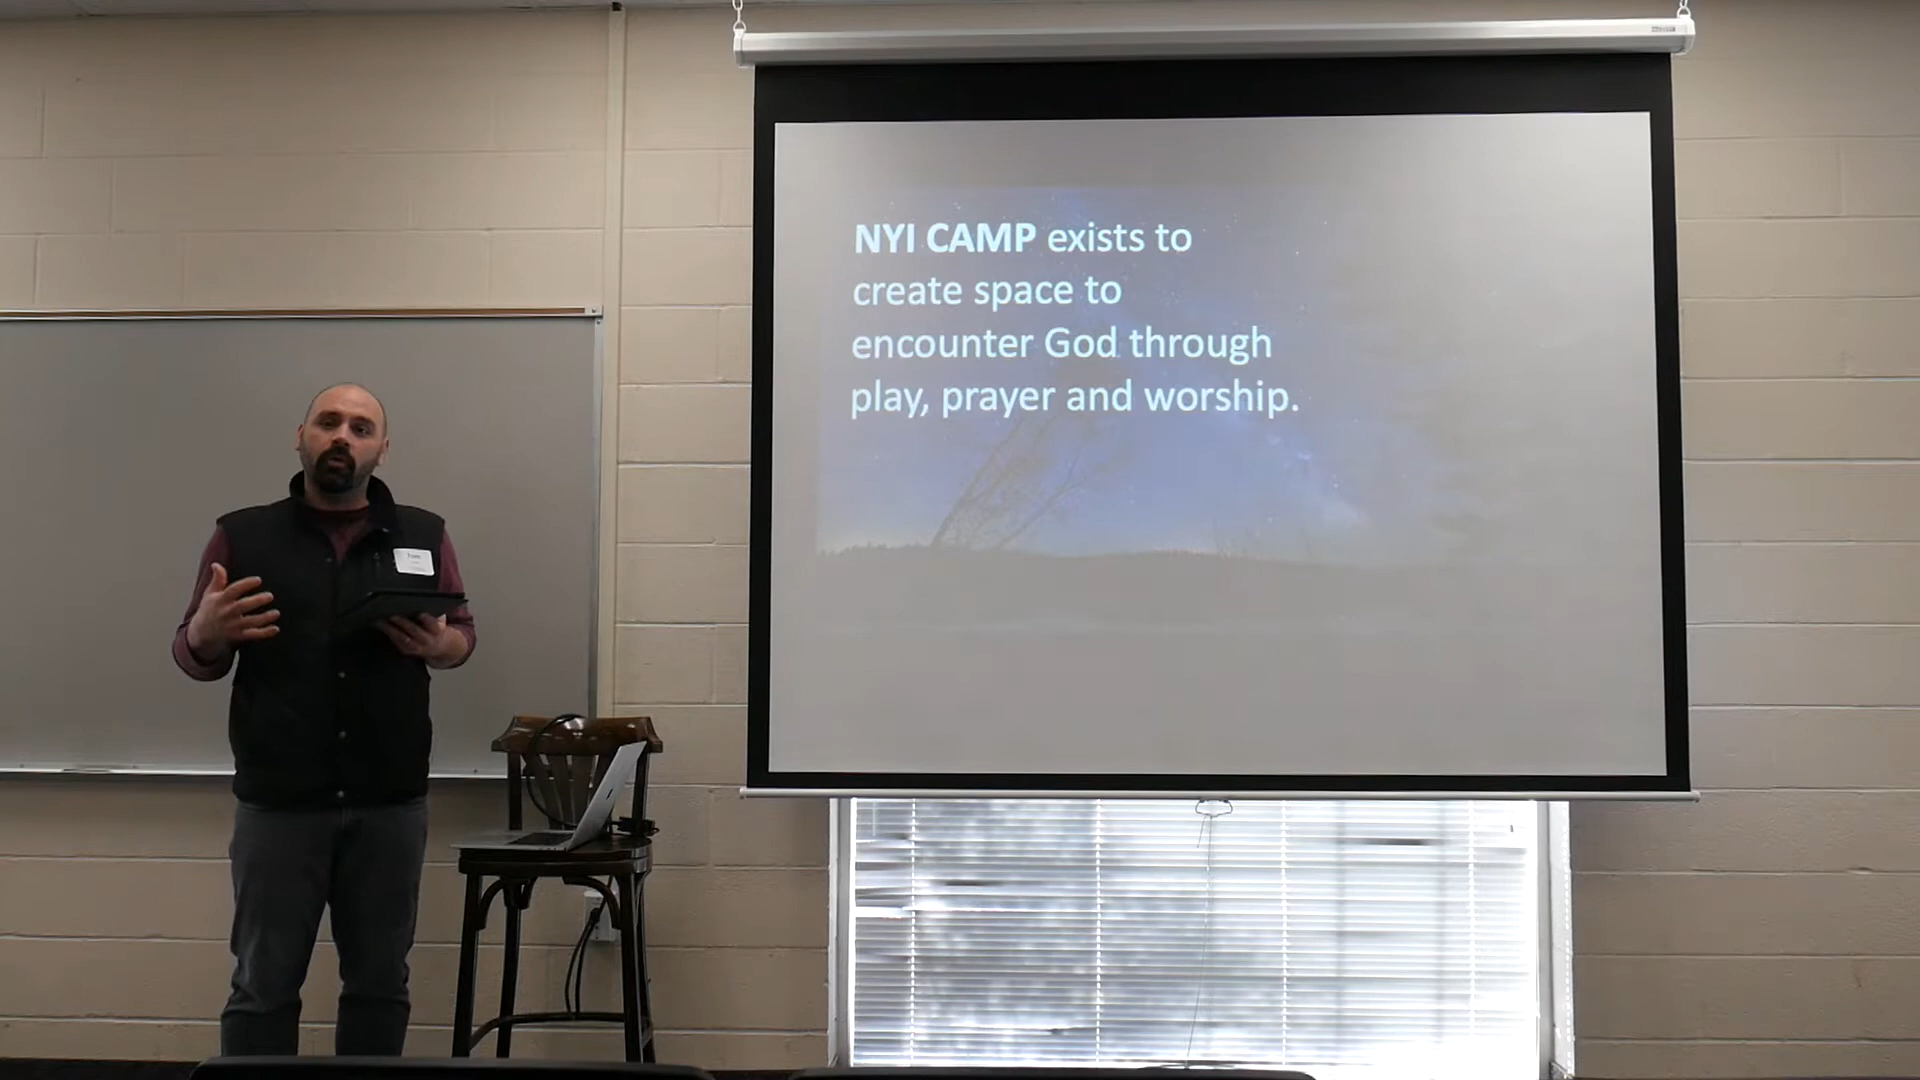 NYI CAMP exists to
create space to
encounter God through
play, prayer and worship.